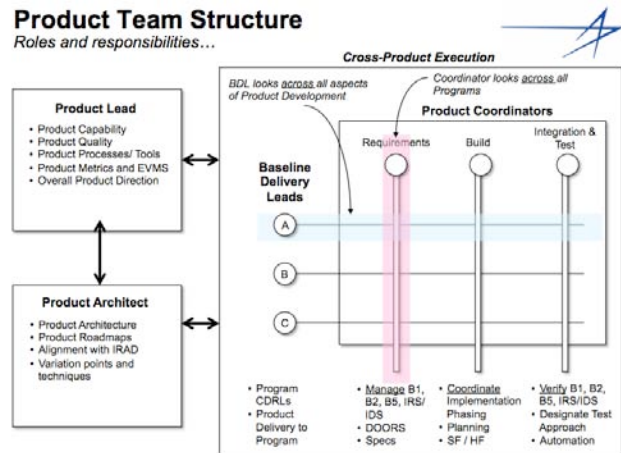 Product Team Structure
Roles and responsibilities…
Cross-Product Execution
Product Lead
• Product Capability
• Product Quality
• Product Processes/ Tools
• Product Metrics and EVMS
• Overall Product Direction
Product Architect
• Product Architecture
• Product Roadmaps
• Alignment with IRAD
• Variation points and
techniques
BDL looks across all aspects
of Product Development
Coordinator looks across all
Programs
Product Coordinators
Requirements
Build
Integration &
Test
Baseline
Delivery
Leads
A
B
C
• Program
CDRLs
• Product
Delivery to
Program
• Manage B1,
B2, B5, IRS/
IDS
• DOORS
• Specs
• Coordinate
Implementation
Phasing
• Planning
• SF / HF
• Verify B1, B2,
B5, IRS/IDS
• Designate Test
Approach
• Automation